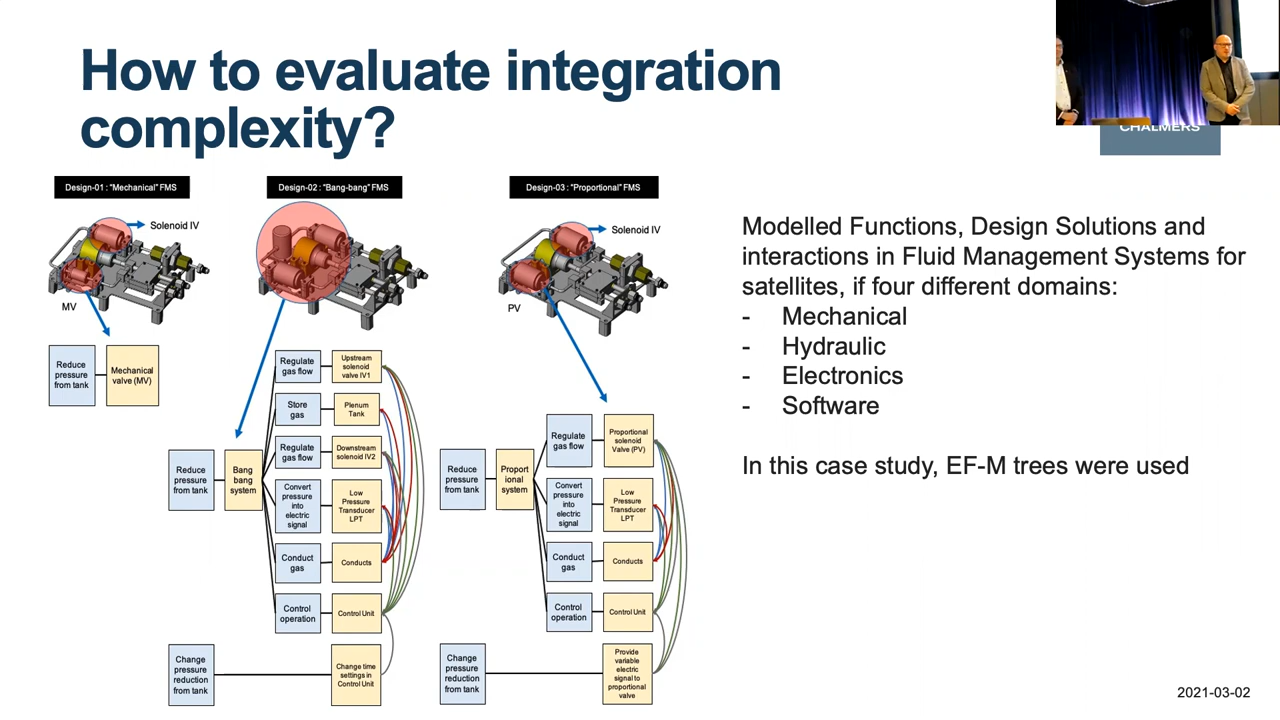 How to evaluate integration
complexity?
CHALMERS
Design-01 : "Mechanical" FMS
Design-02 : "Bang-bang" FMS
Design-03 : "Proportional" FMS
Solenoid IV
MV
Solenoid IV
PV
Reduce
pressure
from tank
Mechanical
valve (MV)
Reduce
pressure
from tank
Bang
bang
system
Regulate
gas flow
Upstream
solenoid
valve IV1
Store
gas
Plenum
Tank
Regulate
gas flow
Downstream
solenoid IV2
Convert
pressure
into
electric
signal
Low
Pressure
Transducer
LPT
Conduct
gas
Conducts
Control
operation
Control Unit
Change
pressure
reduction
from tank
Change time
settings in
Control Unit
Reduce
pressure
from tank
Proport
ional
system
Regulate
gas flow
Proportional
solenoid
Valve (PV)
Convert
pressure
into
electric
signal
Low
Pressure
Transducer
LPT
Conduct
gas
Conducts
Control
operation
Control Unit
Change
pressure
reduction
from tank
Provide
variable
electric
signal to
proportional
valve
Modelled Functions, Design Solutions and
interactions in Fluid Management Systems for
satellites, if four different domains:
- Mechanical
- Hydraulic
- Electronics
- Software
In this case study, EF-M trees were used
2021-03-02